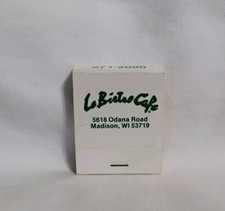 Le Bistro Cafe
5618 Odana Road
Madison, WI 53719